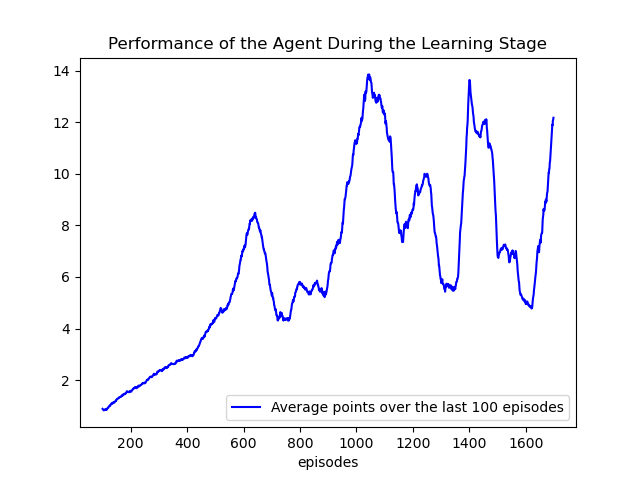 Performance of the Agent During the Learning Stage
14
12
10
8
6
4
2
Average points over the last 100 episodes
200 400 600 800 1000 1200 1400 1600
episodes